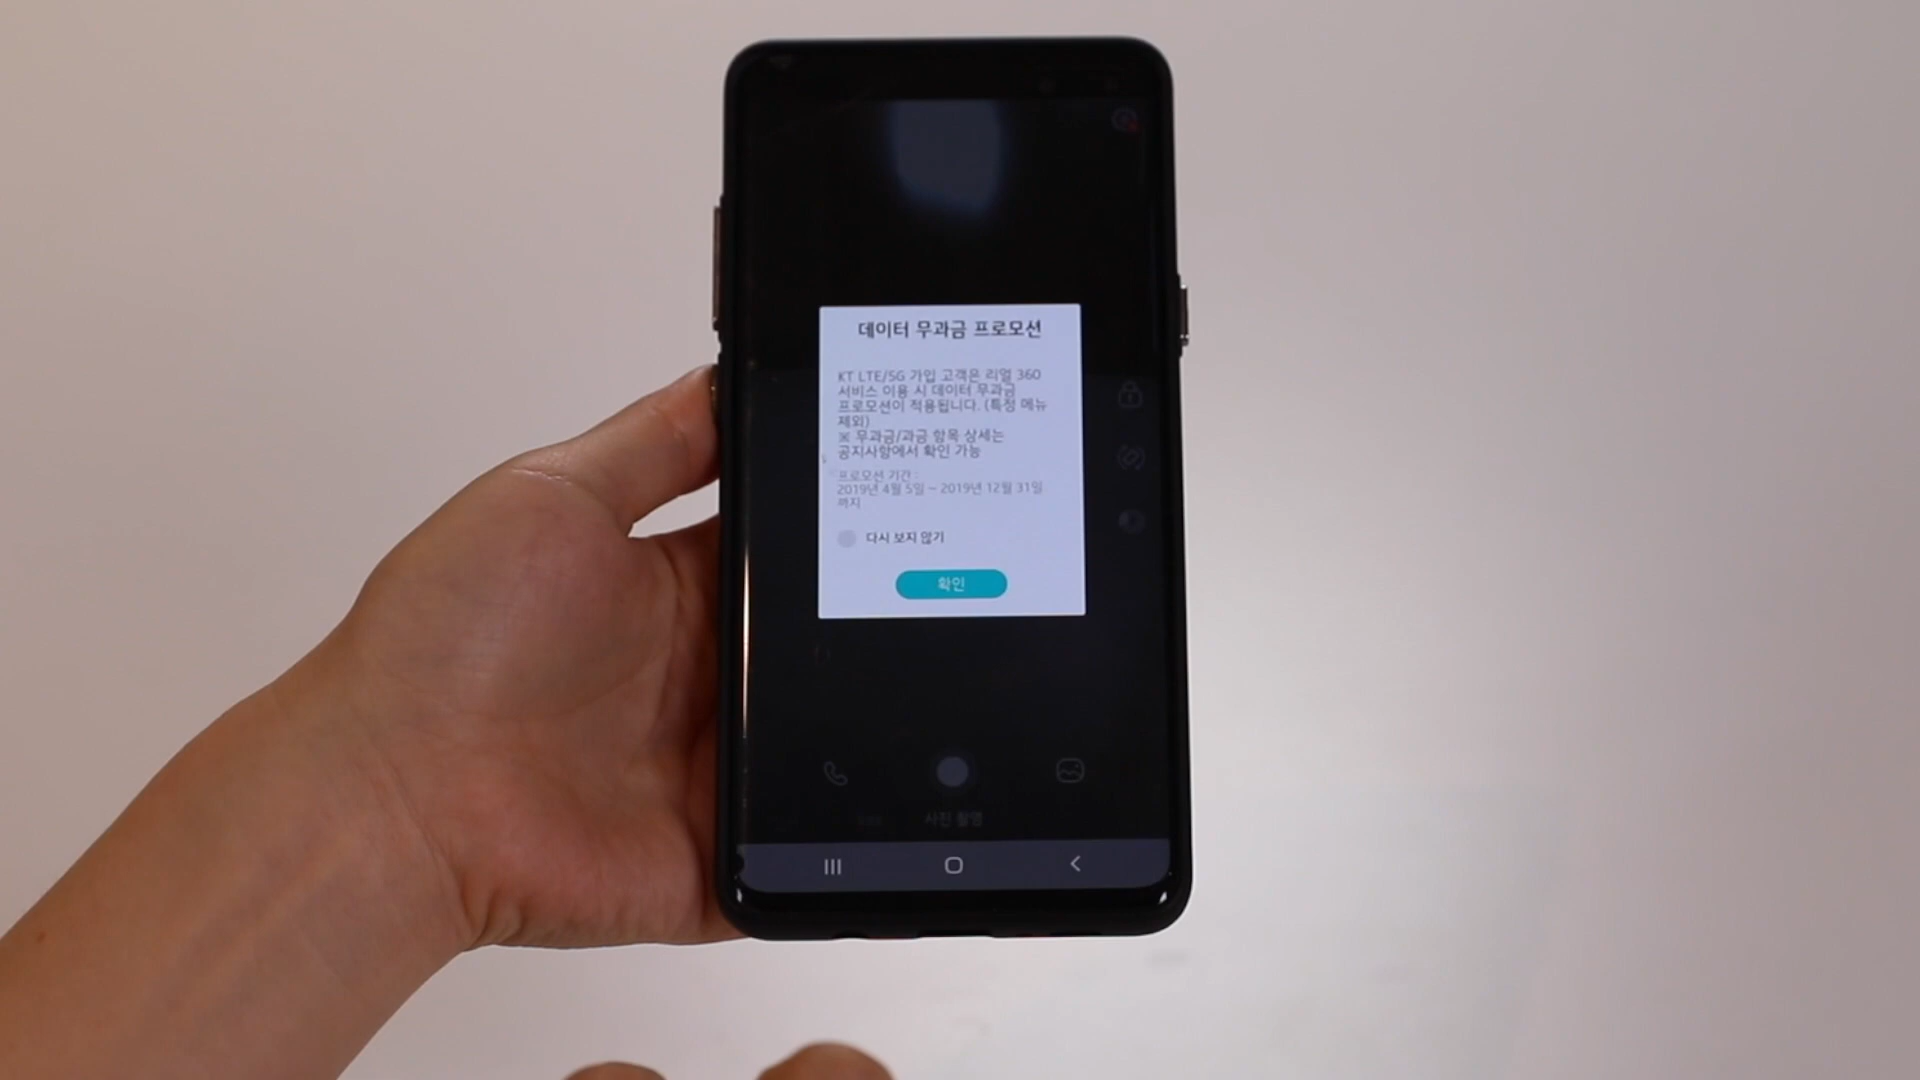 데이터 무과금 프로모션
KT LTE/5G 가입 고객은 리얼 360
서비스 이용 시 데이터 무과금
프로모션이 적용됩니다. (특정 메뉴
제외)
※ 무과금/과금 항목 상세는
공지사항에서 확인 가능
프로모션 기간 :
2019년 4월 5일 ~ 2019년 12월 31일
까지
다시 보지 않기
확인
사진 촬영